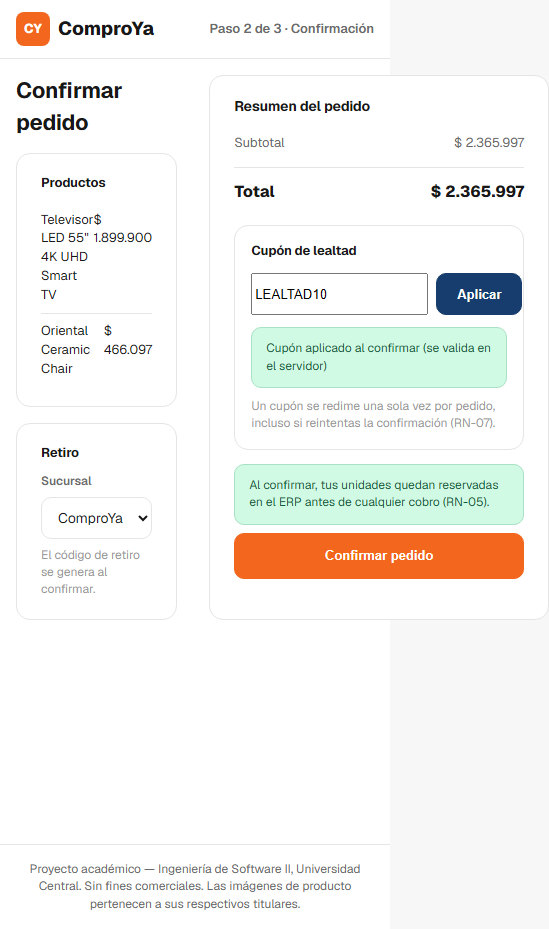 CY ComproYa
Paso 2 de 3 · Confirmación
Confirmar
pedido
Productos
Televisor$
LED 55" 1.899.900
4K UHD
Smart
TV
Oriental $
Ceramic 466.097
Chair
Retiro
Sucursal
ComproYa
El código de retiro
se genera al
confirmar.
Resumen del pedido
Subtotal $ 2.365.997
Total $ 2.365.997
Cupón de lealtad
LEALTAD10 Aplicar
Cupón aplicado al confirmar (se valida en
el servidor)
Un cupón se redime una sola vez por pedido,
incluso si reintentas la confirmación (RN-07).
Al confirmar, tus unidades quedan reservadas
en el ERP antes de cualquier cobro (RN-05).
Confirmar pedido
Proyecto académico — Ingeniería de Software II, Universidad
Central. Sin fines comerciales. Las imágenes de producto
pertenecen a sus respectivos titulares.